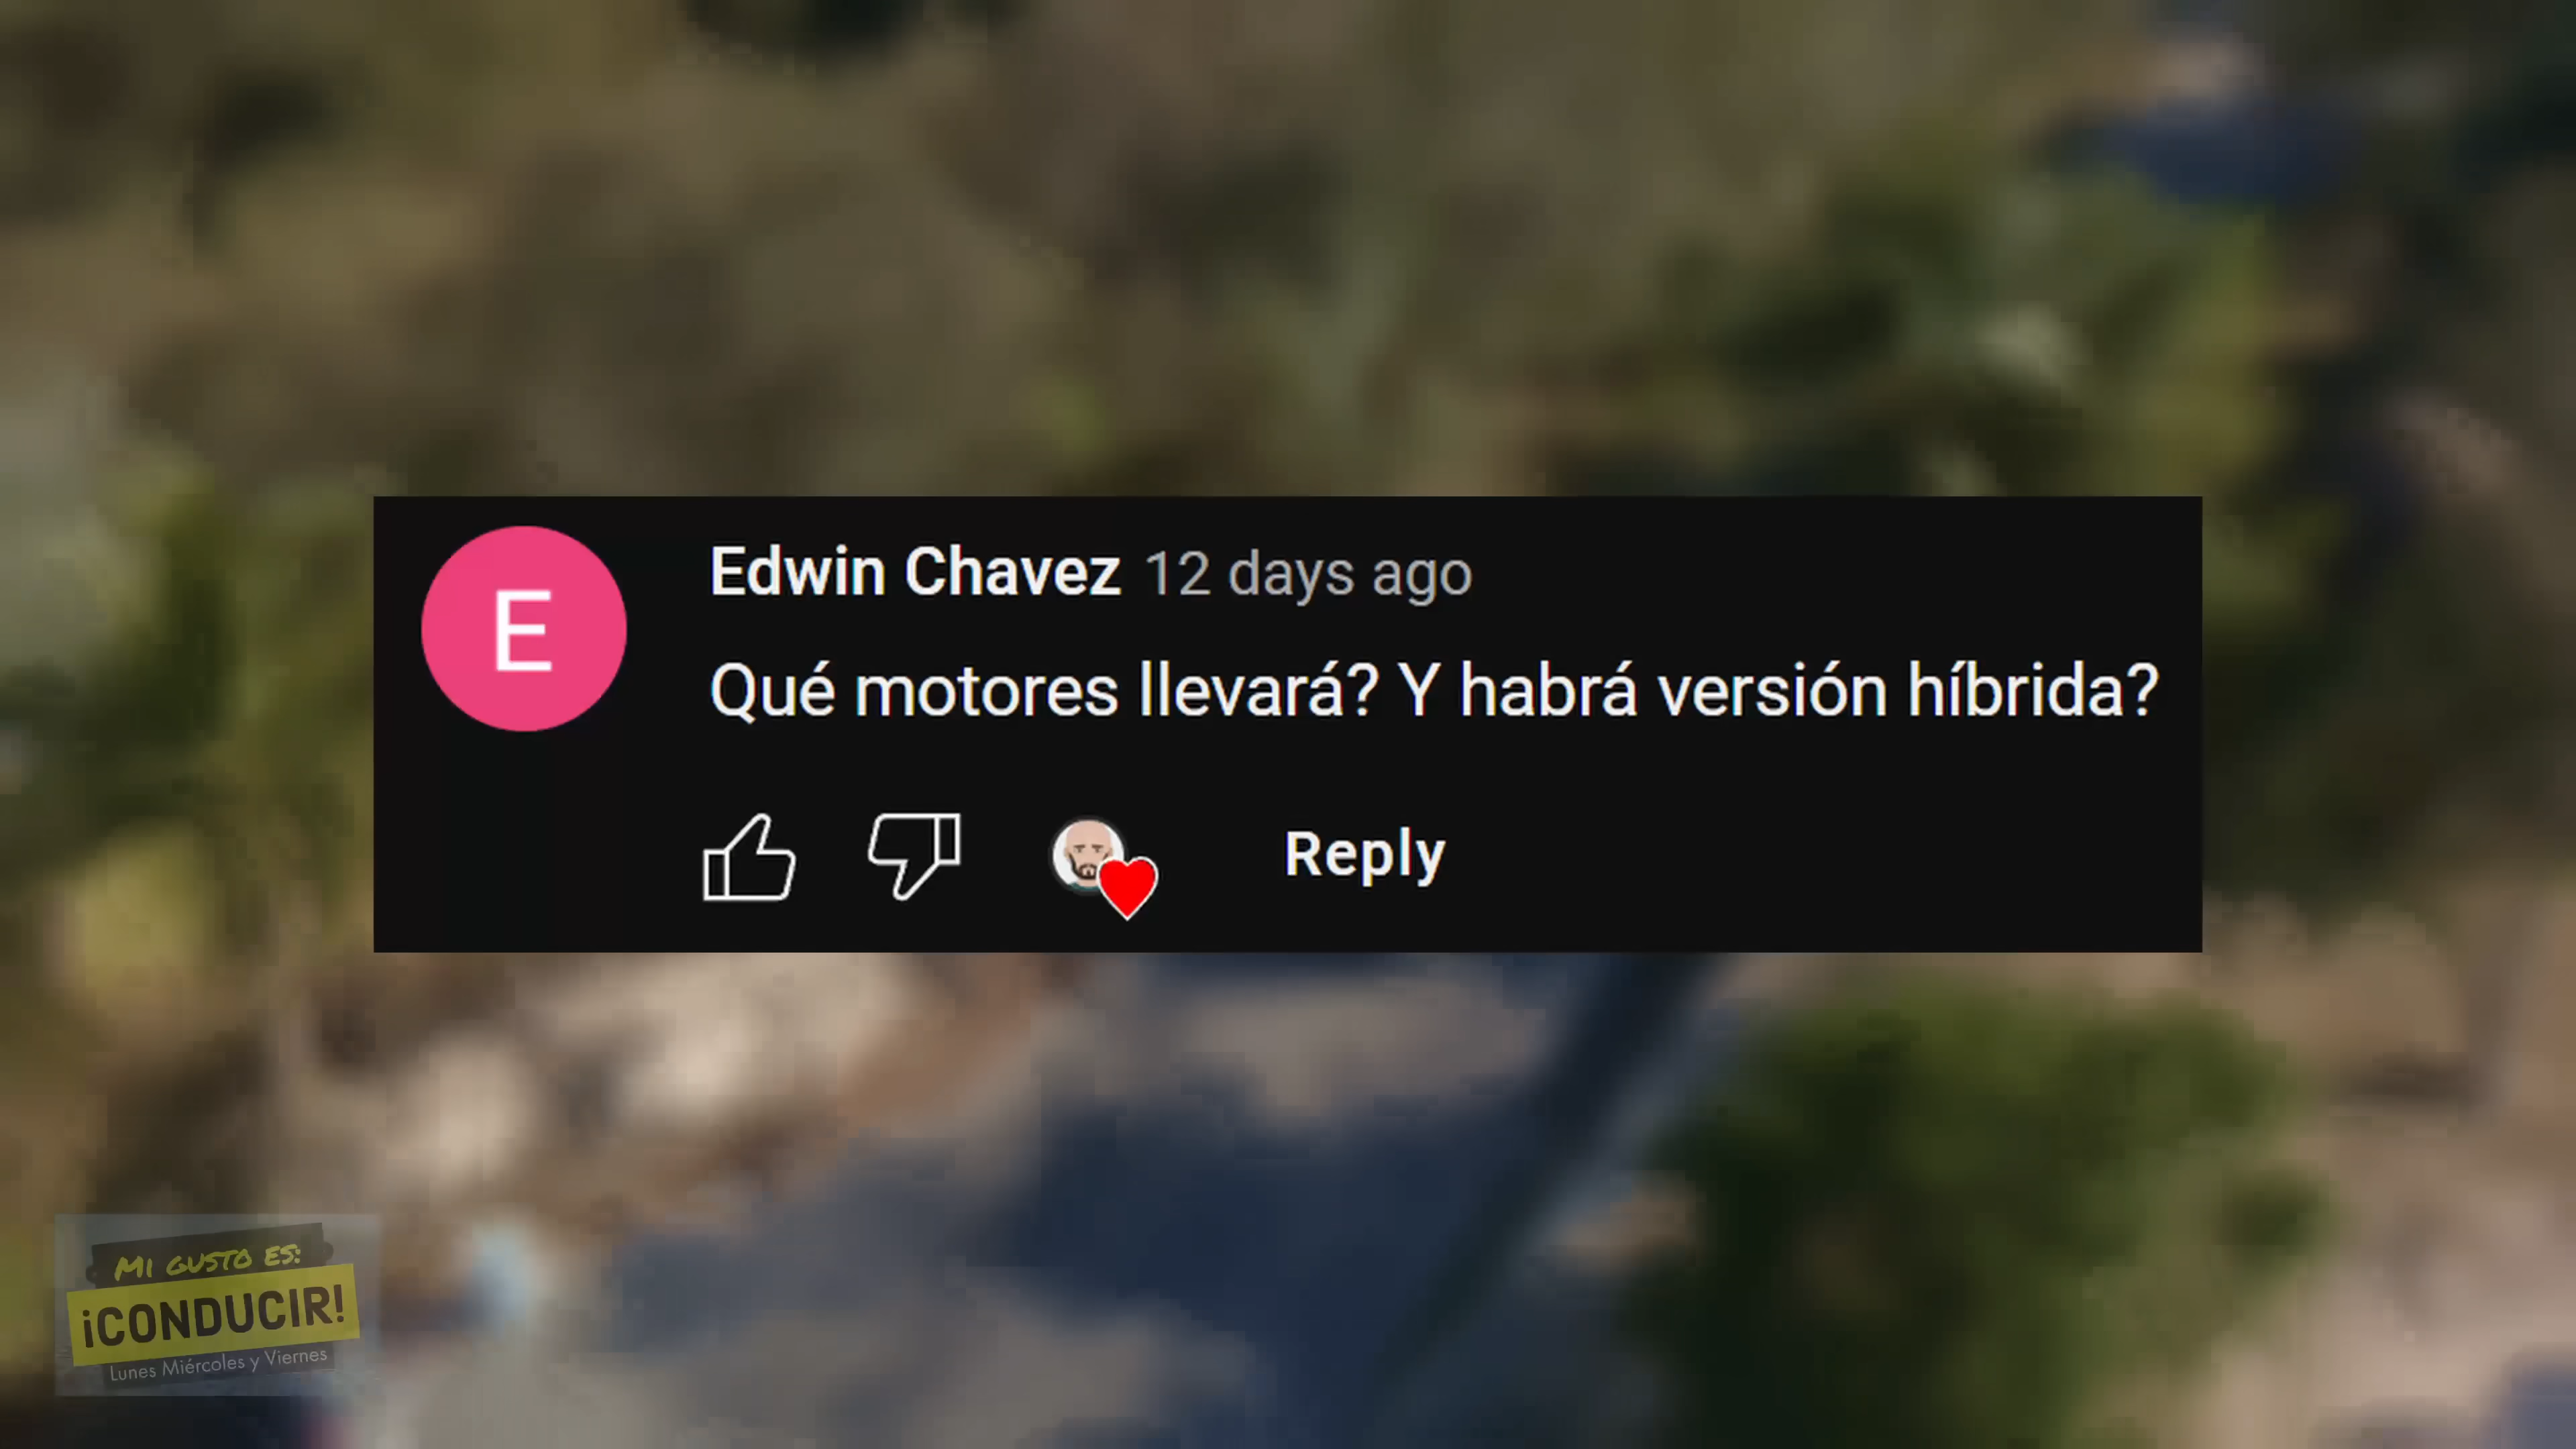 E
Edwin Chavez 12 days ago
Qué motores llevará? Y habrá versión híbrida?
Reply
MI GUSTO ES:
¡CONDUCIR!
Lunes Miércoles y Viernes